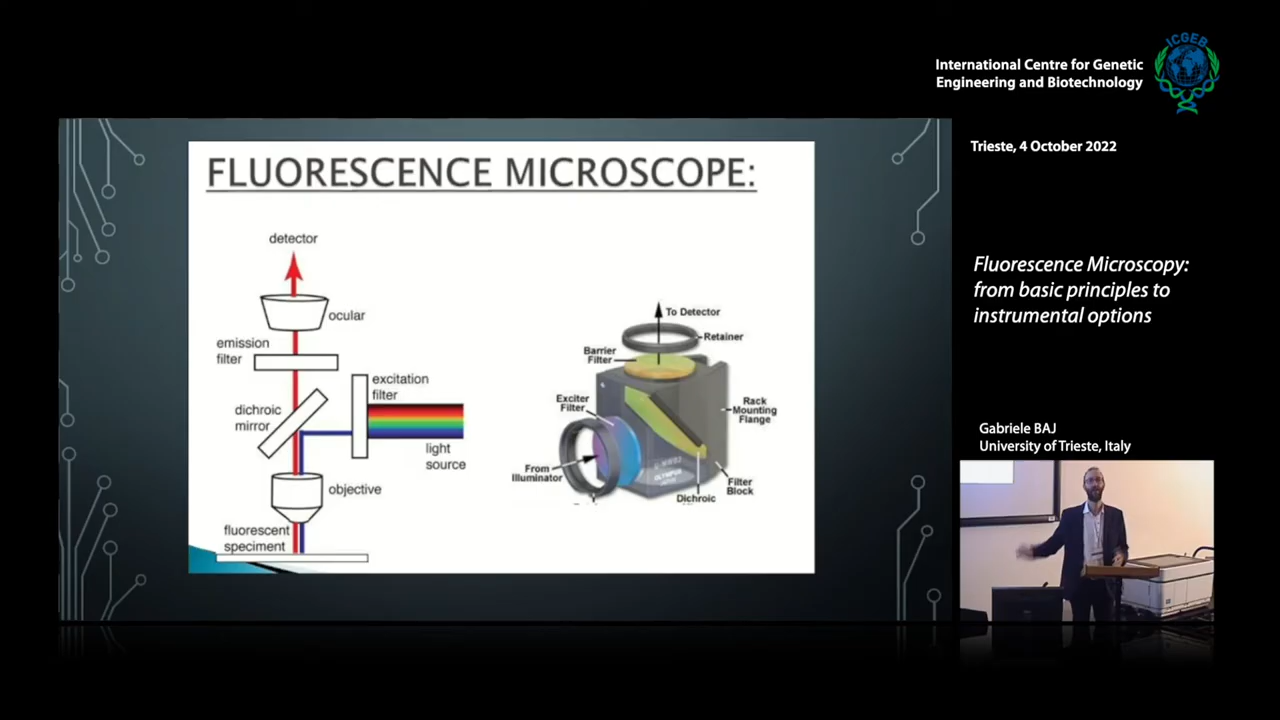 ICGEB
International Centre for Genetic
Engineering and Biotechnology
Trieste, 4 October 2022
Fluorescence Microscopy:
from basic principles to
instrumental options
Gabriele BAJ
University of Trieste, Italy
FLUORESCENCE MICROSCOPE:
detector
ocular
emission
filter
excitation
filter
dichroic
mirror
light
source
objective
fluorescent
speciment
To Detector
Retainer
Barrier
Filter
Exciter
Filter
Rack
Mounting
Flange
From
Illuminator
Filter
Block
Dichroic
OLYMPUS